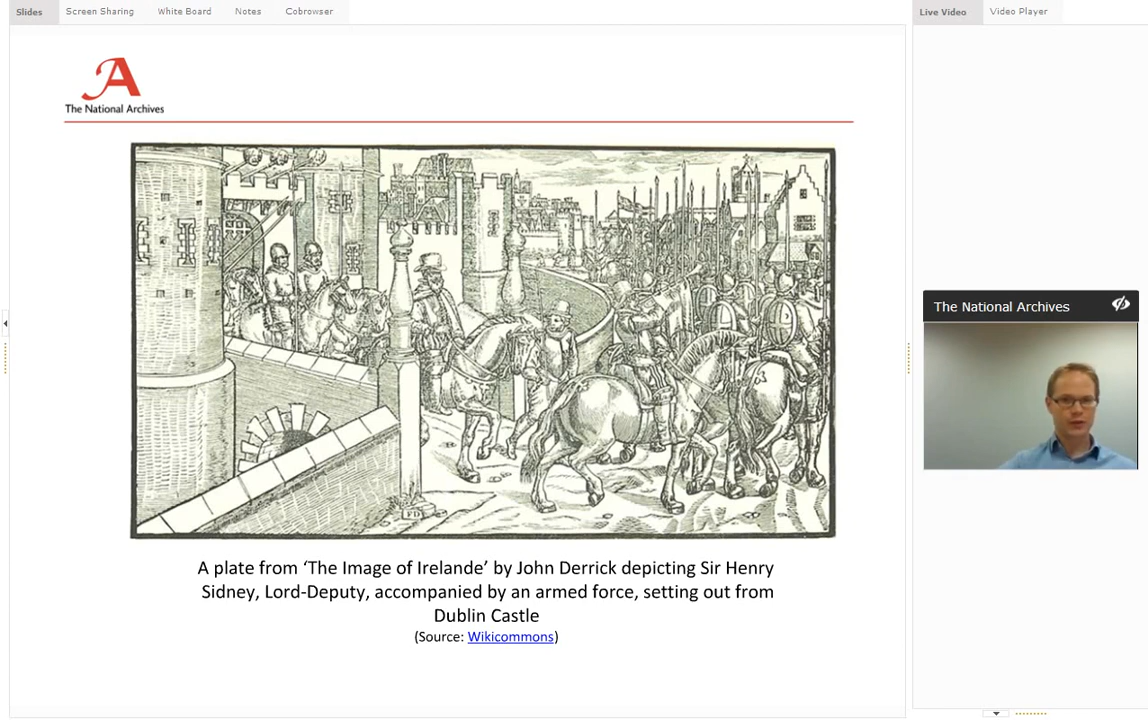 Slides
Screen Sharing
White Board
Notes
Cobrowser
Live Video
Video Player
A
The National Archives
FD
A plate from ‘The Image of Irelande’ by John Derrick depicting Sir Henry
Sidney, Lord-Deputy, accompanied by an armed force, setting out from
Dublin Castle
(Source: Wikicommons)
The National Archives